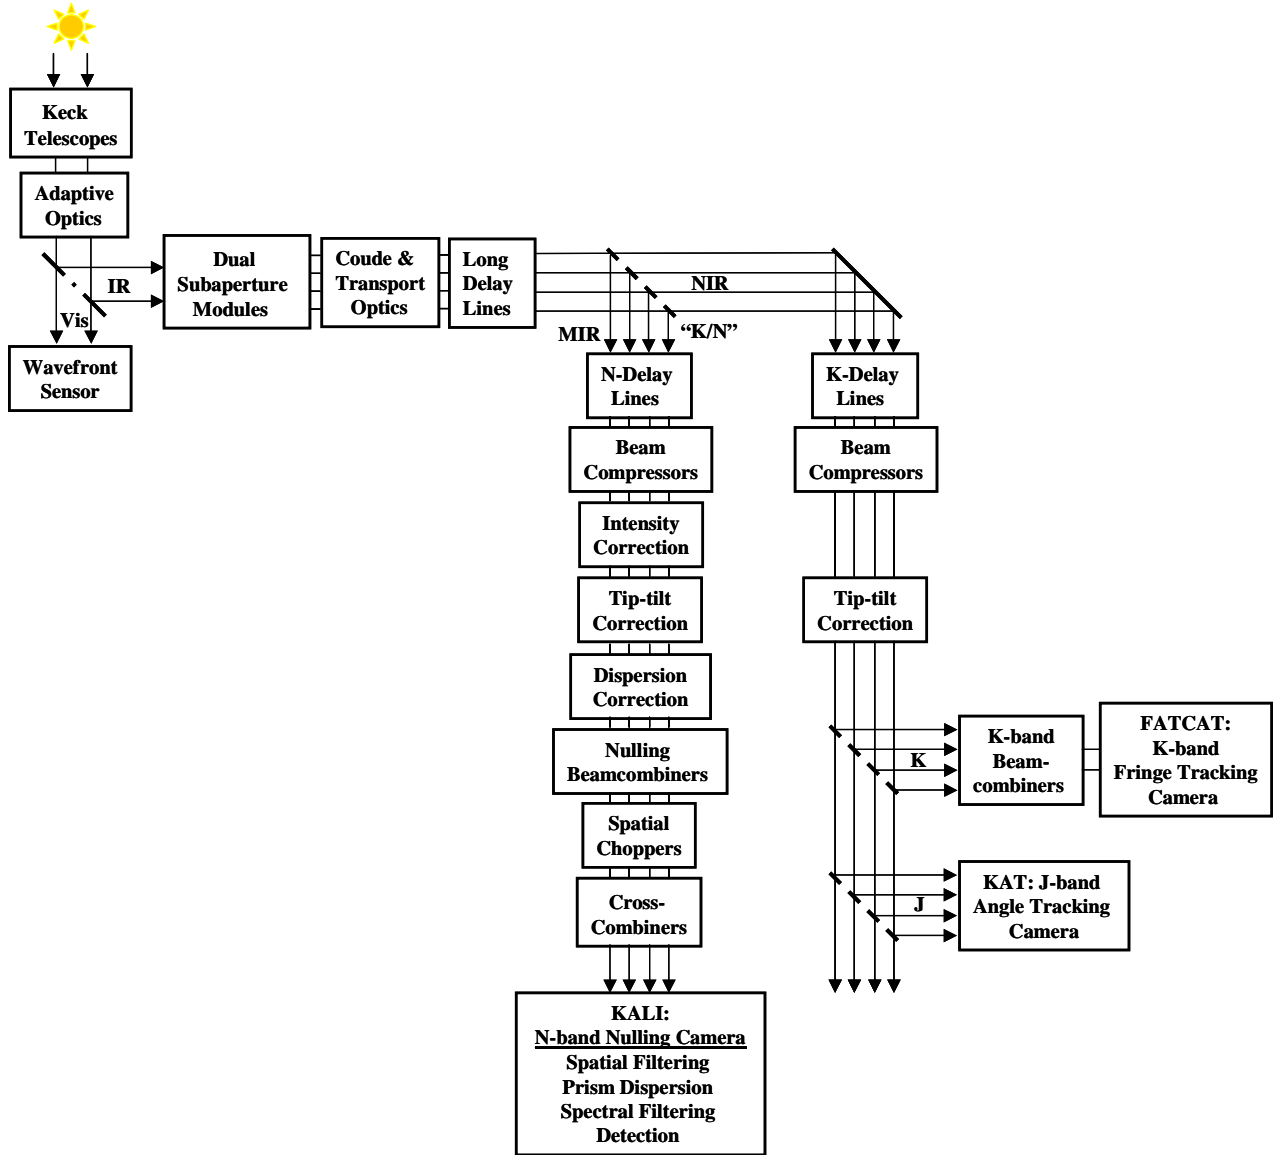 Keck
Telescopes
Adaptive
Optics
IR
Vis
Wavefront
Sensor
Dual
Subaperture
Modules
Coude &
Transport
Optics
Long
Delay
Lines
NIR
MIR
“K/N”
N-Delay
Lines
Beam
Compressors
Intensity
Correction
Tip-tilt
Correction
Dispersion
Correction
Nulling
Beamcombiners
Spatial
Choppers
Cross-
Combiners
KALI:
N-band Nulling Camera
Spatial Filtering
Prism Dispersion
Spectral Filtering
Detection
K-Delay
Lines
Beam
Compressors
Tip-tilt
Correction
K
K-band
Beam-
combiners
FATCAT:
K-band
Fringe Tracking
Camera
J
KAT: J-band
Angle Tracking
Camera